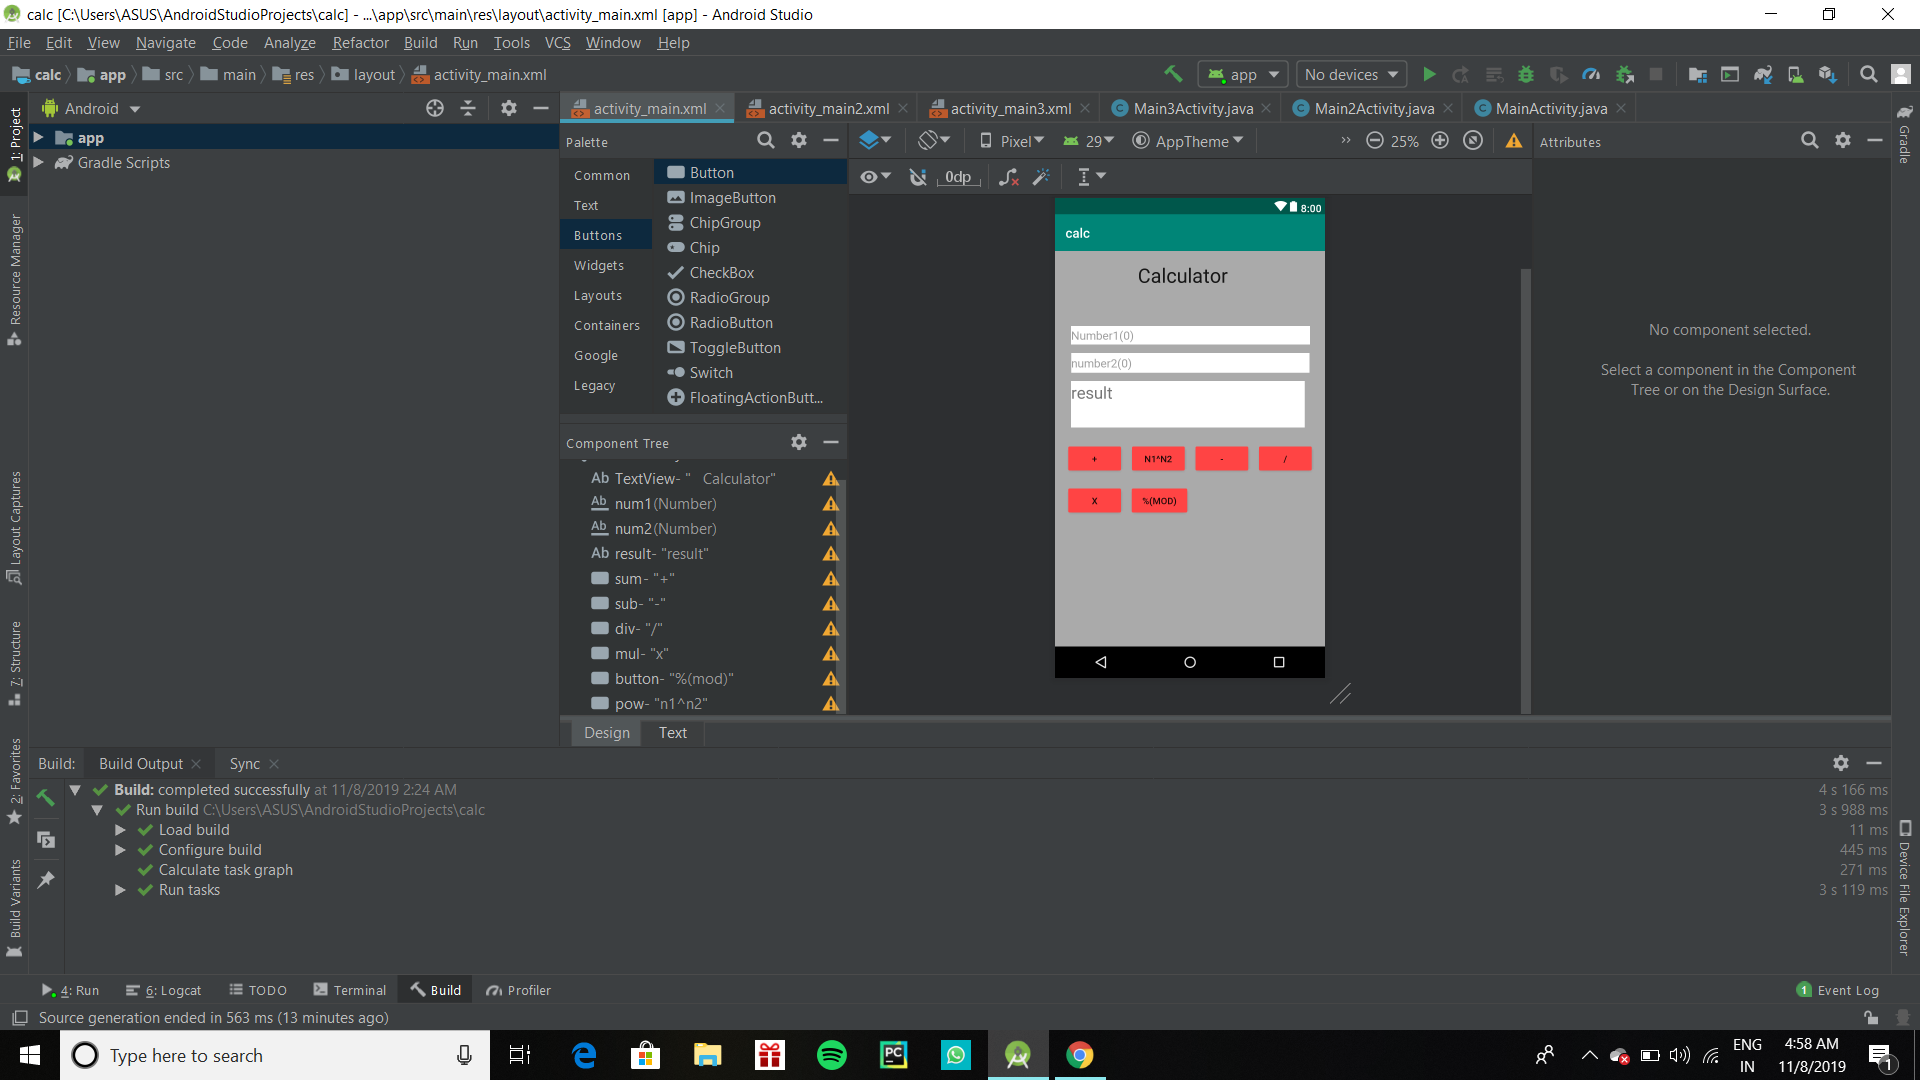 calc [C:\Users\ASUS\AndroidStudioProjects\calc] - ...\app\src\main\res\layout\activity_main.xml [app] - Android Studio
File Edit View Navigate Code Analyze Refactor Build Run Tools VCS Window Help
calc app src main res layout activity_main.xml app No devices
1: Project
Resource Manager
Layout Captures
7: Structure
2: Favorites
Build Variants
Android
app
Gradle Scripts
activity_main.xml activity_main2.xml activity_main3.xml Main3Activity.java Main2Activity.java MainActivity.java
Palette
Common
Text
Buttons
Widgets
Layouts
Containers
Google
Legacy
Button
ImageButton
ChipGroup
Chip
CheckBox
RadioGroup
RadioButton
ToggleButton
Switch
FloatingActionButt...
Component Tree
Ab TextView- "   Calculator"
Ab num1(Number)
Ab num2(Number)
Ab result- "result"
sum- "+"
sub- "-"
div- "/"
mul- "x"
button- "%(mod)"
pow- "n1^n2"
Pixel 29 AppTheme » 25%
0dp
8:00
calc
Calculator
Number1(0)
number2(0)
result
+ N1^N2 - /
X %(MOD)
Attributes
No component selected.
Select a component in the Component
Tree or on the Design Surface.
Gradle
Device File Explorer
Design Text
Build: Build Output Sync
Build: completed successfully at 11/8/2019 2:24 AM 4 s 166 ms
Run build C:\Users\ASUS\AndroidStudioProjects\calc 3 s 988 ms
Load build 11 ms
Configure build 445 ms
Calculate task graph 271 ms
Run tasks 3 s 119 ms
4: Run 6: Logcat TODO Terminal Build Profiler 1 Event Log
Source generation ended in 563 ms (13 minutes ago)
Type here to search
PC
ENG
IN
4:58 AM
11/8/2019
1